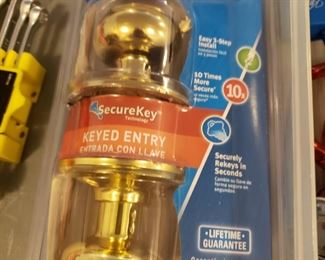 Easy 3-Step
Install
10 Times
More
Secure
10x
SecureKey
Technology
KEYED ENTRY
ENTRADA CON LLAVE
Securely
Rekeys in
Seconds
• LIFETIME •
GUARANTEE